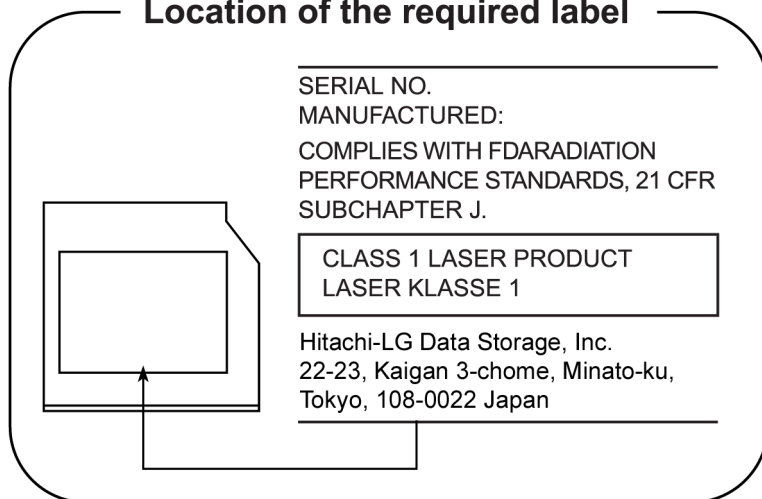 Location of the required label
SERIAL NO.
MANUFACTURED:
COMPLIES WITH FDARADIATION
PERFORMANCE STANDARDS, 21 CFR
SUBCHAPTER J.
CLASS 1 LASER PRODUCT
LASER KLASSE 1
Hitachi-LG Data Storage, Inc.
22-23, Kaigan 3-chome, Minato-ku,
Tokyo, 108-0022 Japan